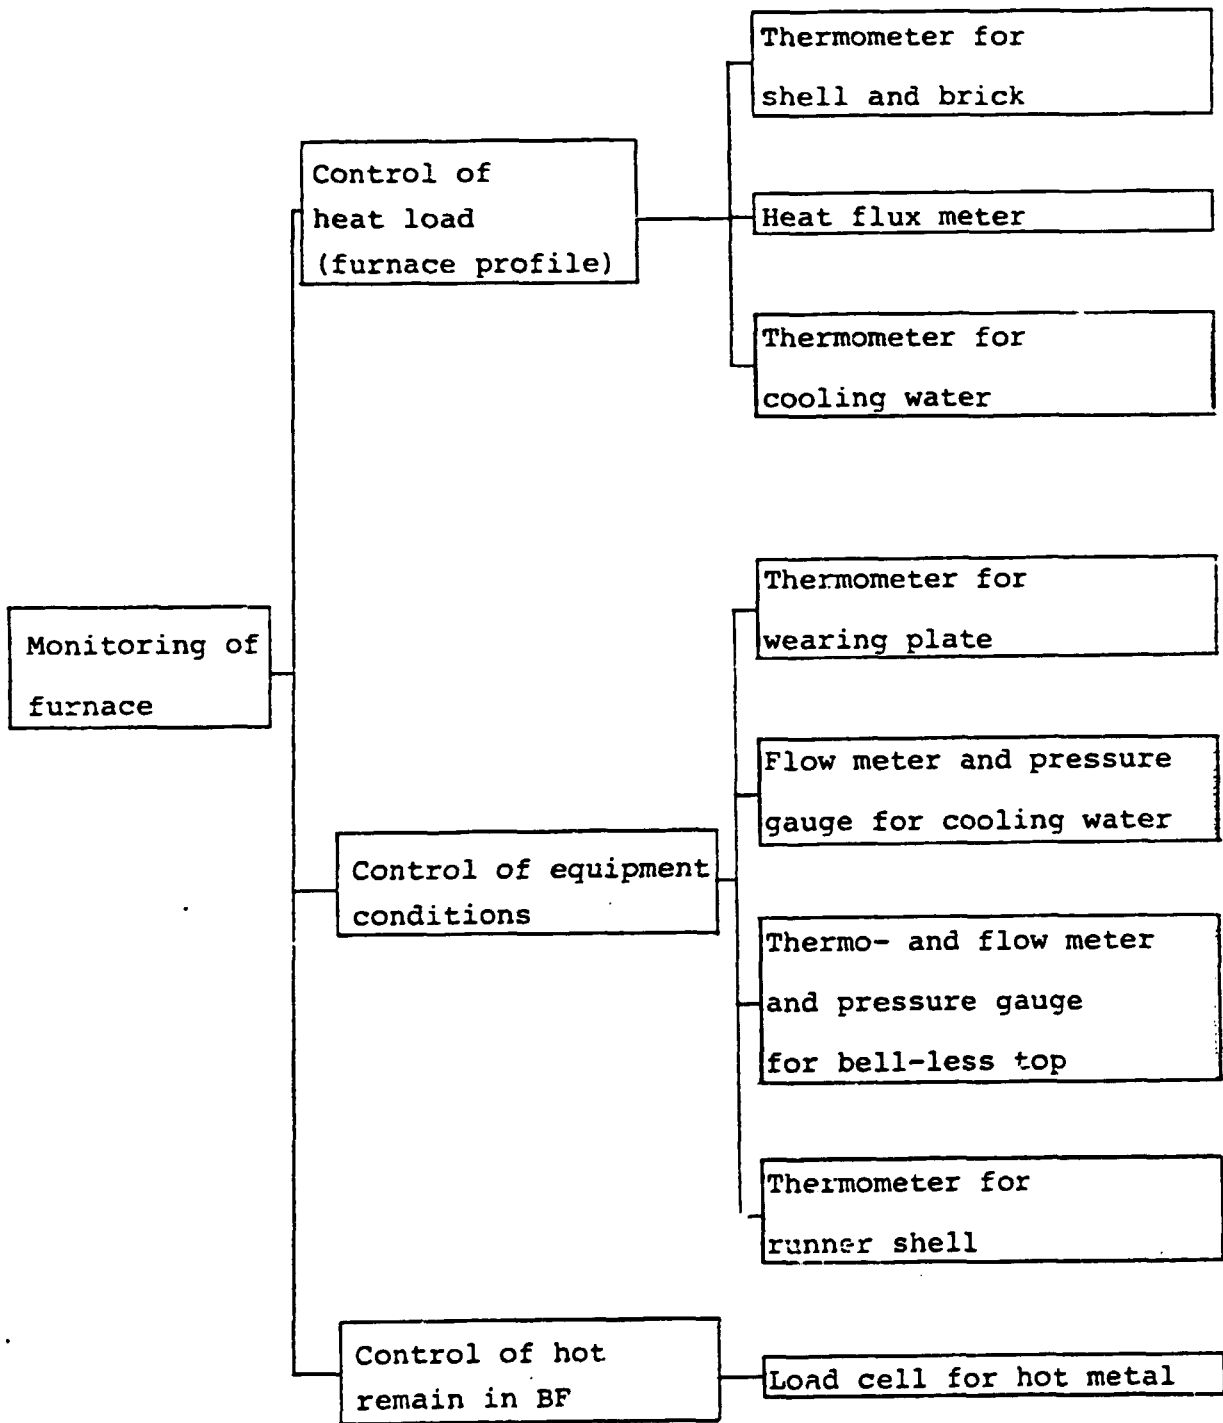 Thermometer for
shell and brick
Control of
heat load
(furnace profile)
Heat flux meter
Thermometer for
cooling water
Monitoring of
furnace
Thermometer for
wearing plate
Flow meter and pressure
gauge for cooling water
Control of equipment
conditions
Thermo- and flow meter
and pressure gauge
for bell-less top
Thermometer for
runner shell
Control of hot
remain in BF
Load cell for hot metal